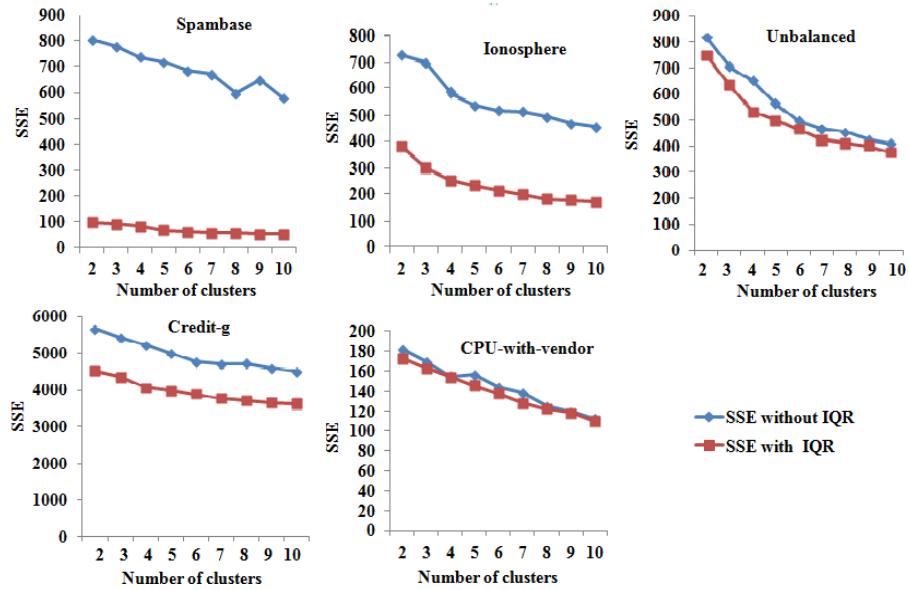 Spambase
900
800
700
600
500
400
300
200
100
0
SSE
2 3 4 5 6 7 8 9 10
Number of clusters
Ionosphere
800
700
600
500
400
300
200
100
0
SSE
2 3 4 5 6 7 8 9 10
Number of clusters
Unbalanced
900
800
700
600
500
400
300
200
100
0
SSE
2 3 4 5 6 7 8 9 10
Number of clusters
Credit-g
6000
5000
4000
3000
2000
1000
0
SSE
2 3 4 5 6 7 8 9 10
Number of clusters
CPU-with-vendor
200
180
160
140
120
100
80
60
40
20
0
SSE
2 3 4 5 6 7 8 9 10
Number of clusters
SSE without IQR
SSE with IQR